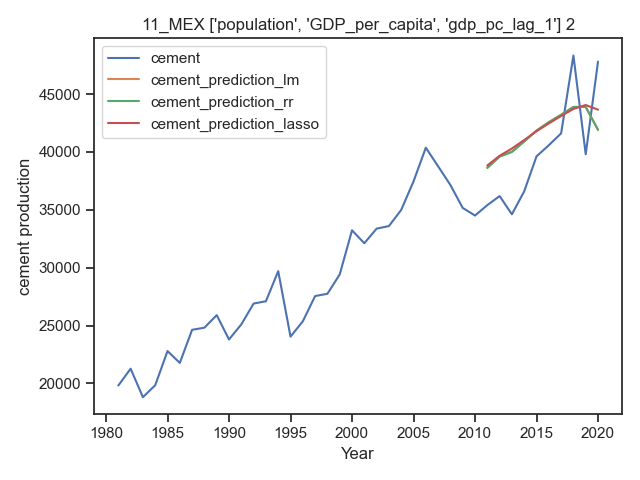 11_MEX ['population', 'GDP_per_capita', 'gdp_pc_lag_1'] 2
cement
cement_prediction_lm
cement_prediction_rr
cement_prediction_lasso
45000
40000
35000
30000
25000
20000
cement production
1980 1985 1990 1995 2000 2005 2010 2015 2020
Year